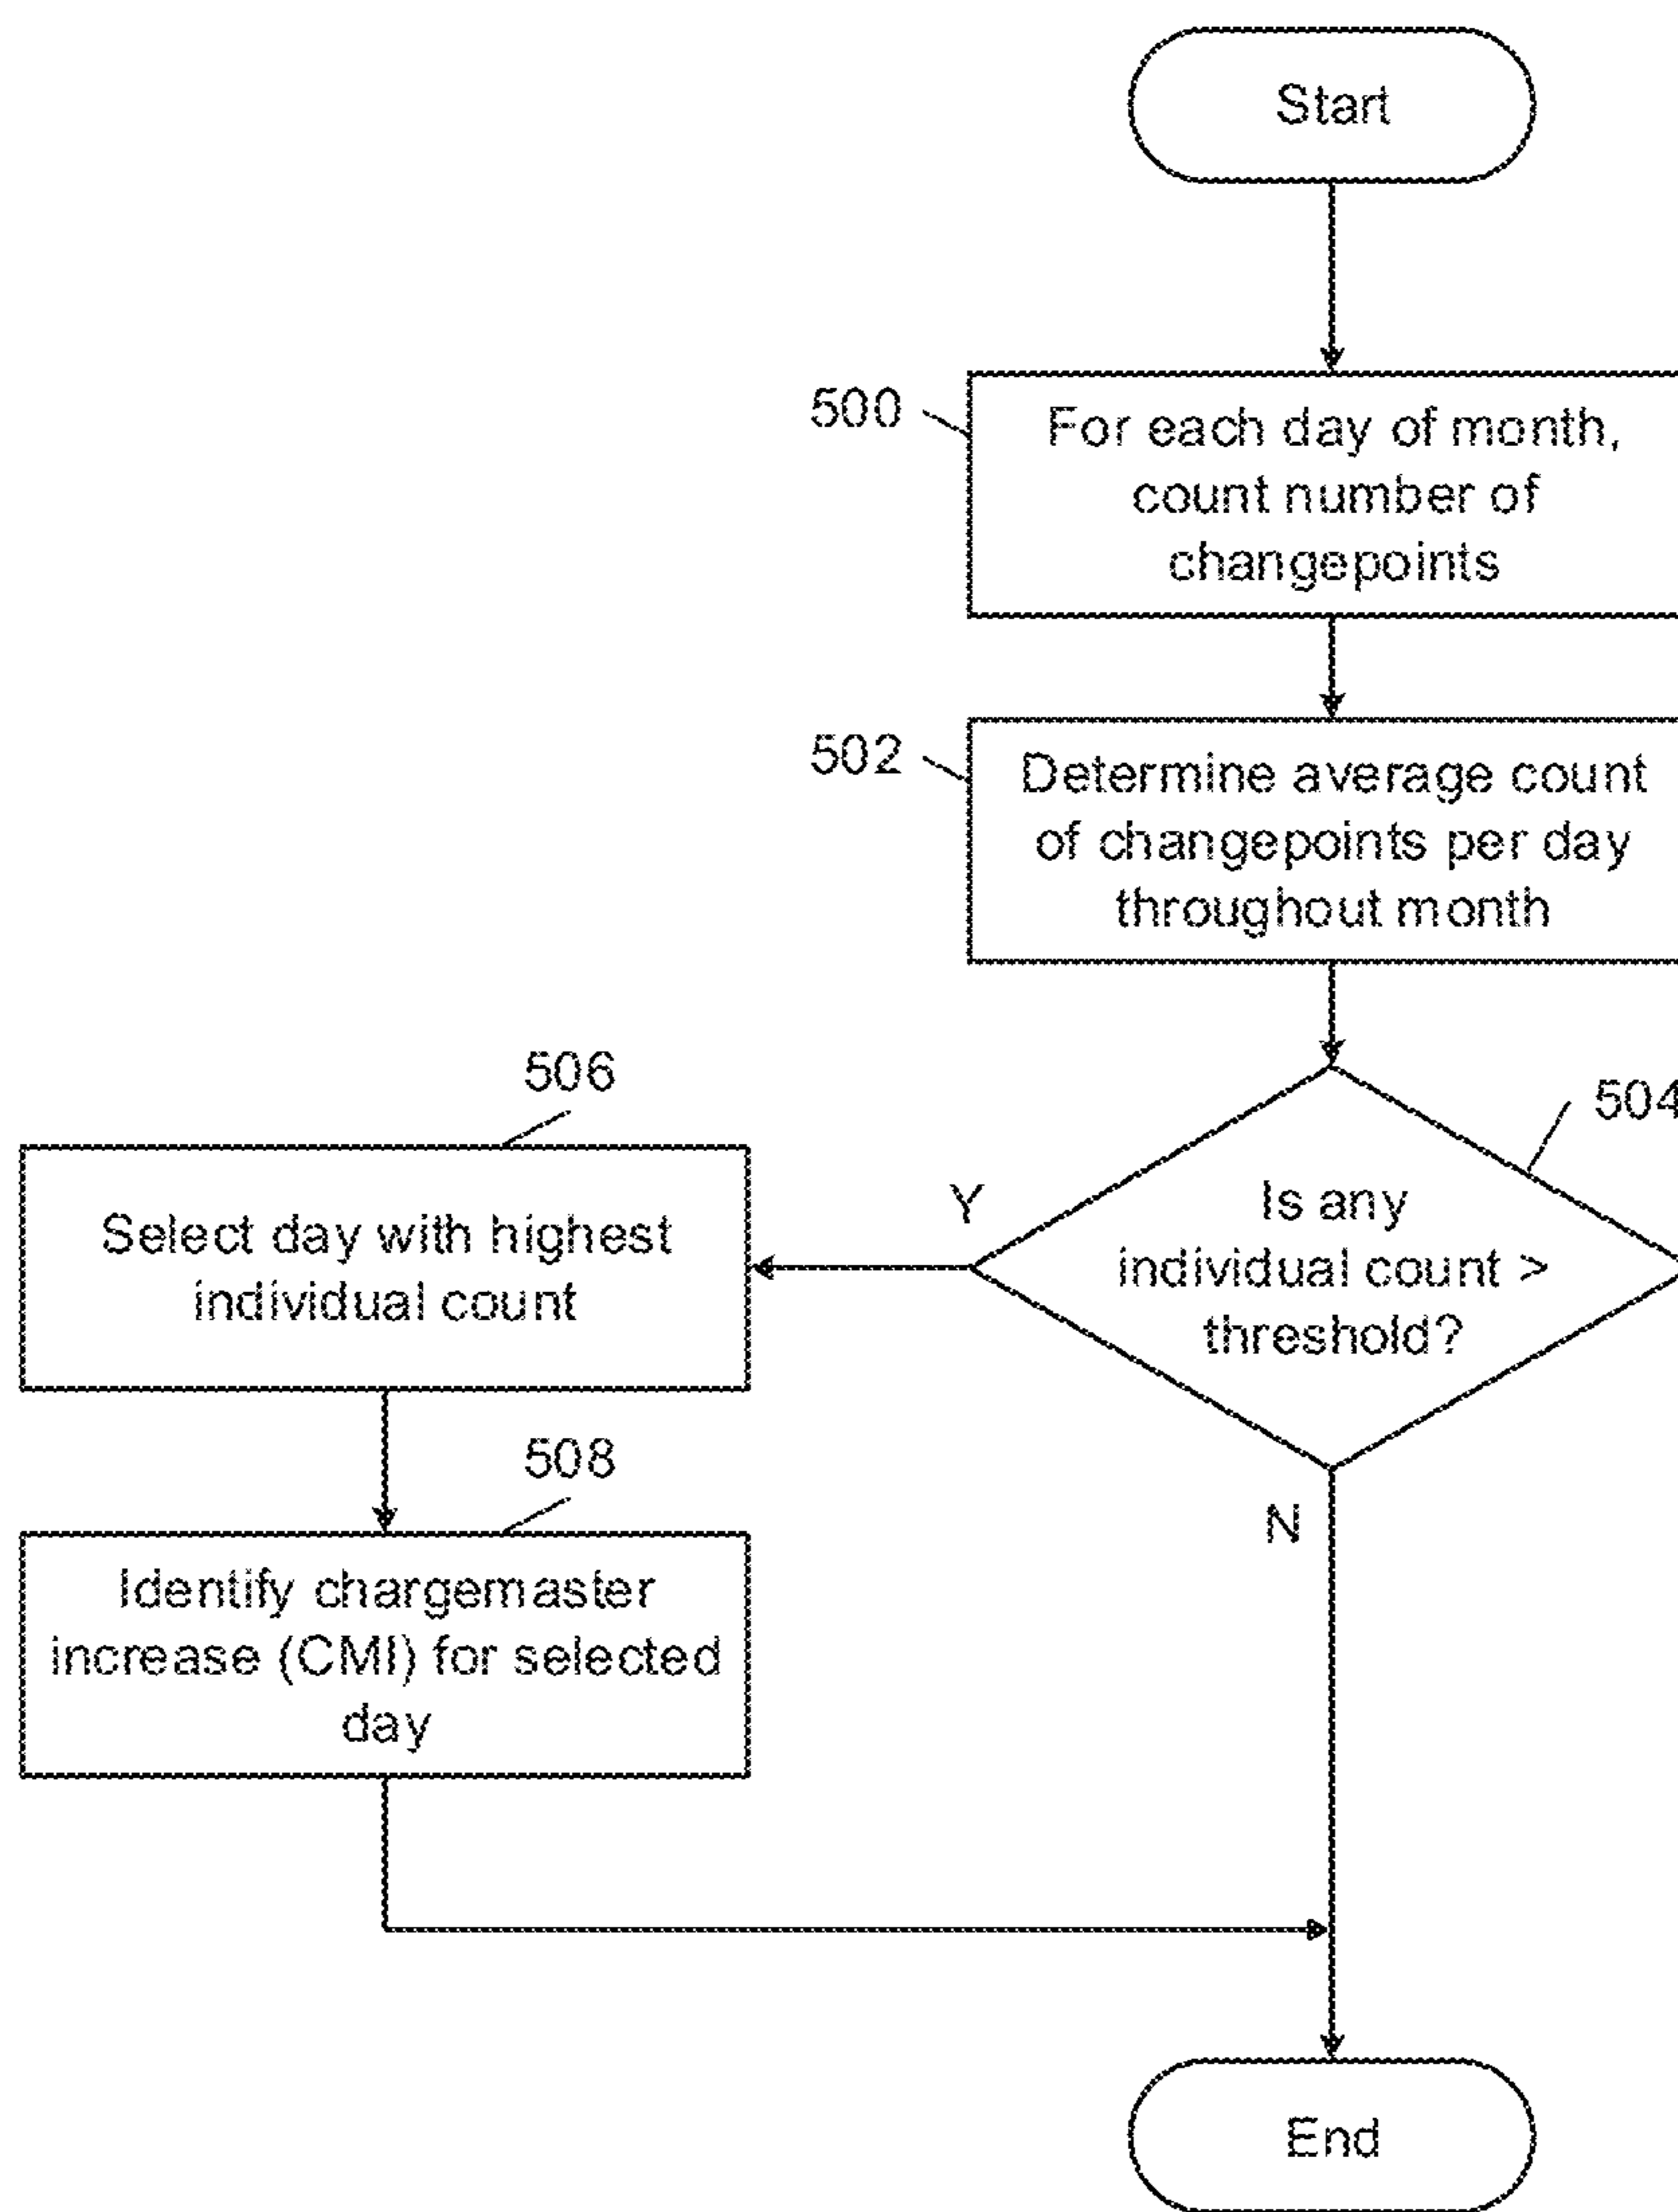 Start
500
For each day of month,
count number of
changepoints
502
Determine average count
of changepoints per day
throughout month
504
Is any
individual count >
threshold?
Y
N
506
Select day with highest
individual count
508
Identify chargemaster
increase (CMI) for selected
day
End